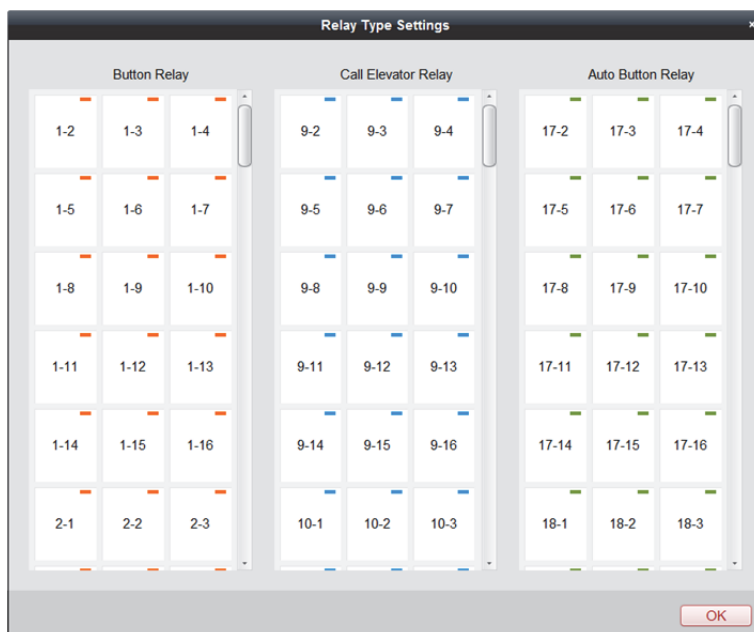 Relay Type Settings ×
Button Relay Call Elevator Relay Auto Button Relay
1-2 1-3 1-4 9-2 9-3 9-4 17-2 17-3 17-4
1-5 1-6 1-7 9-5 9-6 9-7 17-5 17-6 17-7
1-8 1-9 1-10 9-8 9-9 9-10 17-8 17-9 17-10
1-11 1-12 1-13 9-11 9-12 9-13 17-11 17-12 17-13
1-14 1-15 1-16 9-14 9-15 9-16 17-14 17-15 17-16
2-1 2-2 2-3 10-1 10-2 10-3 18-1 18-2 18-3
OK